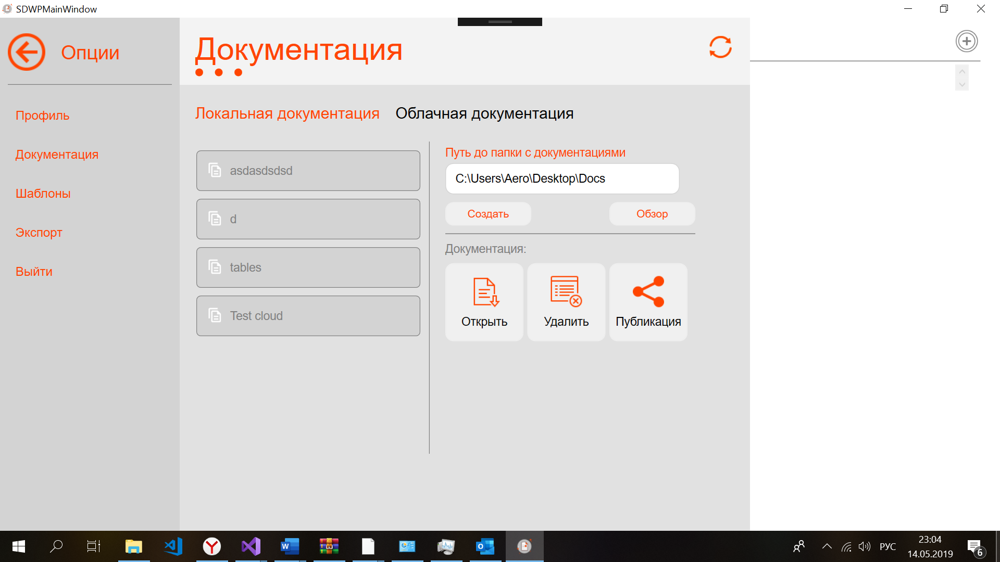 SDWPMainWindow
Опции
Профиль
Документация
Шаблоны
Экспорт
Выйти
Документация
Локальная документация
Облачная документация
asdasdsdsd
d
tables
Test cloud
Путь до папки с документациями
C:\Users\Aero\Desktop\Docs
Создать
Обзор
Документация:
Открыть
Удалить
Публикация
РУС
23:04
14.05.2019
6